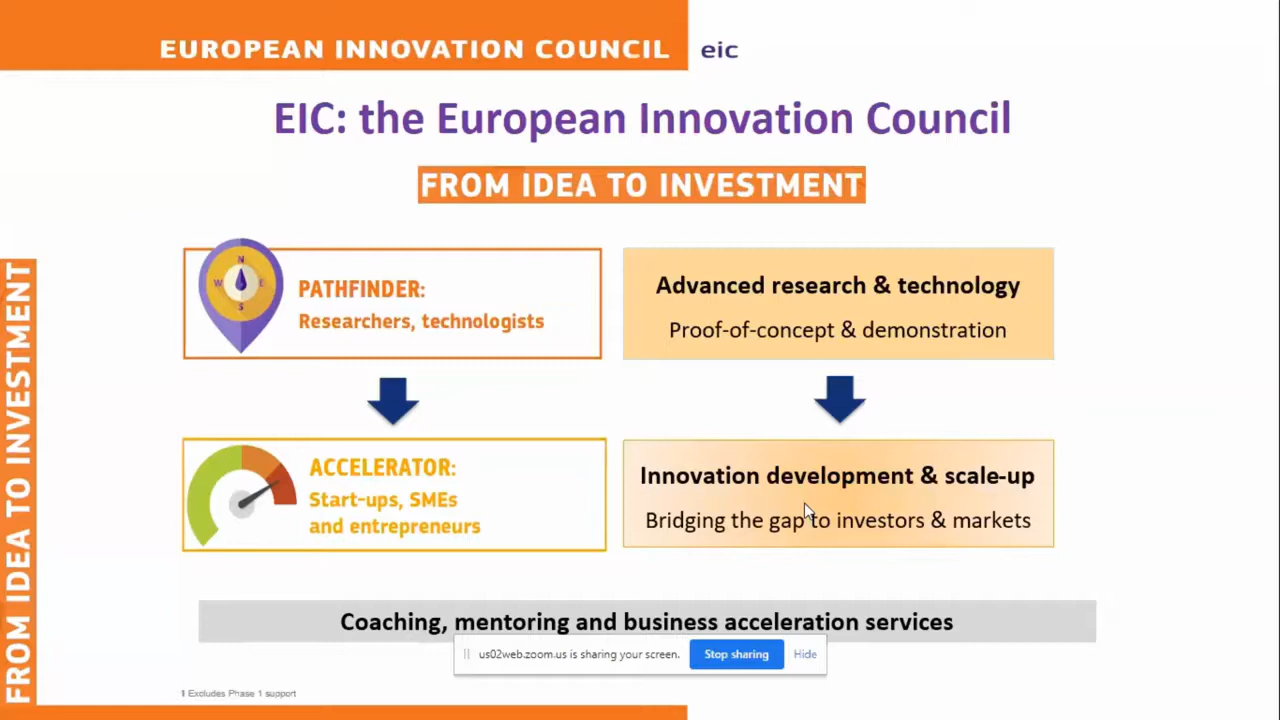 EUROPEAN INNOVATION COUNCIL
eic
EIC: the European Innovation Council
FROM IDEA TO INVESTMENT
N
W E
S
PATHFINDER:
Researchers, technologists
Advanced research & technology
Proof-of-concept & demonstration
ACCELERATOR:
Start-ups, SMEs
and entrepreneurs
Innovation development & scale-up
Bridging the gap to investors & markets
Coaching, mentoring and business acceleration services
us02web.zoom.us is sharing your screen.
Stop sharing
Hide
1 Excludes Phase 1 support
FROM IDEA TO INVESTMENT